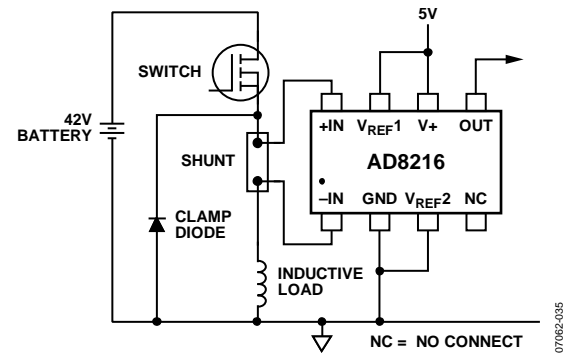 5V
SWITCH
42V
BATTERY
SHUNT
CLAMP
DIODE
INDUCTIVE
LOAD
+IN VREF1 V+ OUT
AD8216
–IN GND VREF2 NC
NC = NO CONNECT
07062-035